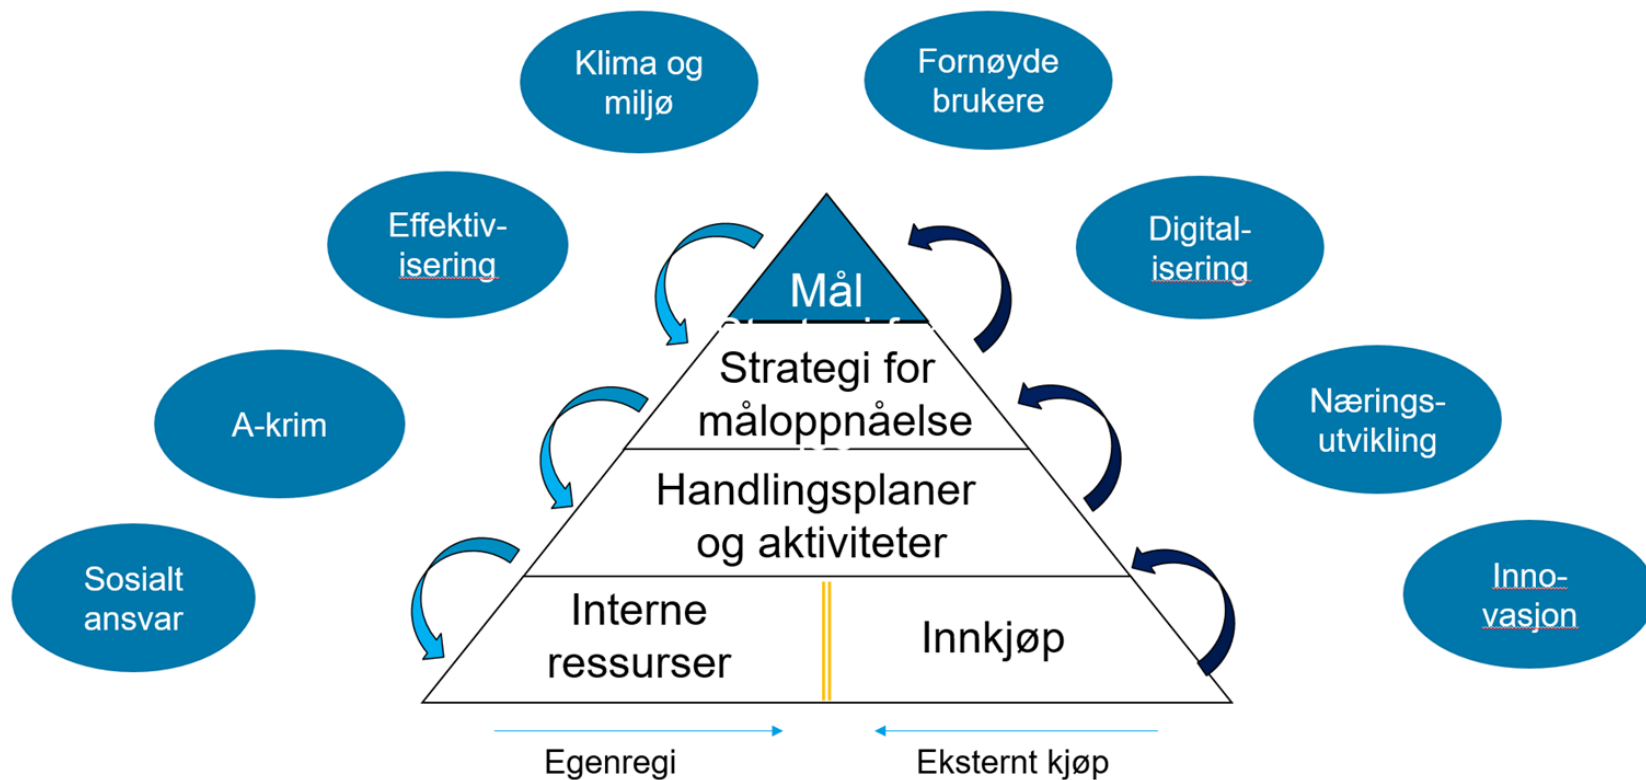 Klima og
miljø
Fornøyde
brukere
Effektiv-
isering
Digital-
isering
Mål
Strategi for
måloppnåelse
A-krim
Nærings-
utvikling
Handlingsplaner
og aktiviteter
Sosialt
ansvar
Interne
ressurser
Innkjøp
Inno-
vasjon
Egenregi
Eksternt kjøp